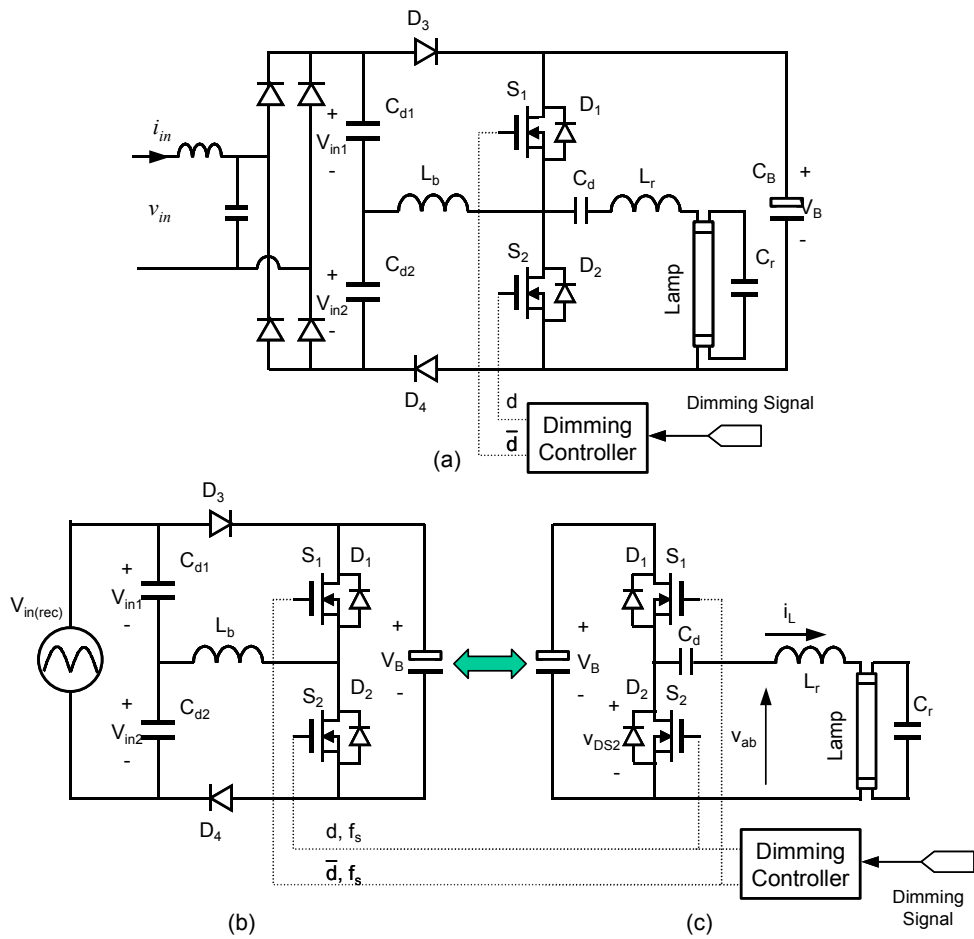 D₃
S₁
D₁
C_d1
+
V_in1
-
i_in
L_b
C_d
L_r
C_B
+
V_B
-
v_in
S₂
D₂
C_d2
+
V_in2
-
Lamp
C_r
D₄
d
d̅
Dimming Controller
Dimming Signal
(a)
D₃
S₁
D₁
C_d1
+
V_in1
-
V_in(rec)
L_b
+
V_B
-
S₂
D₂
C_d2
+
V_in2
-
D₄
d, f_s
d̅, f_s
(b)
D₁
S₁
+
V_B
-
C_d
i_L
L_r
D₂
S₂
+
v_DS2
-
v_ab
Lamp
C_r
Dimming Controller
Dimming Signal
(c)